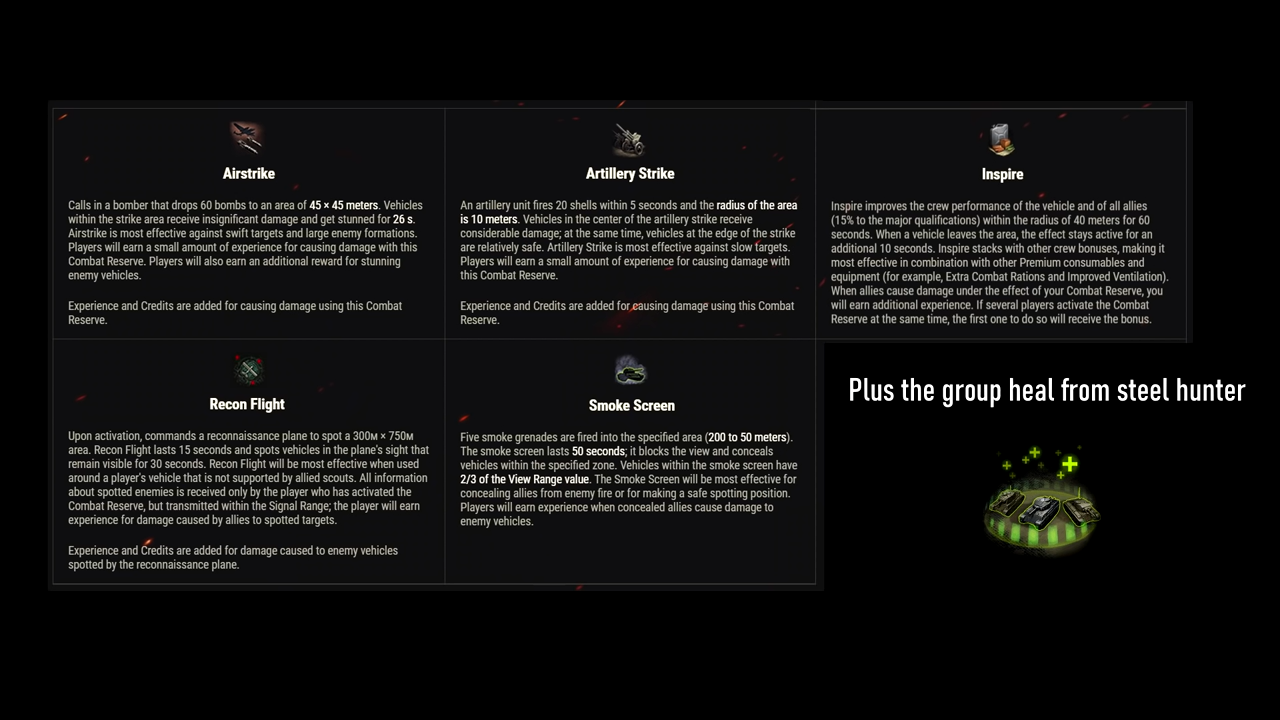 Airstrike
Calls in a bomber that drops 60 bombs to an area of 45 × 45 meters. Vehicles
within the strike area receive insignificant damage and get stunned for 26 s.
Airstrike is most effective against swift targets and large enemy formations.
Players will earn a small amount of experience for causing damage with this
Combat Reserve. Players will also earn an additional reward for stunning
enemy vehicles.
Experience and Credits are added for causing damage using this Combat
Reserve.
Artillery Strike
An artillery unit fires 20 shells within 5 seconds and the radius of the area
is 10 meters. Vehicles in the center of the artillery strike receive
considerable damage; at the same time, vehicles at the edge of the strike
are relatively safe. Artillery Strike is most effective against slow targets.
Players will earn a small amount of experience for causing damage with
this Combat Reserve.
Experience and Credits are added for causing damage using this Combat
Reserve.
Inspire
Inspire improves the crew performance of the vehicle and of all allies
(15% to the major qualifications) within the radius of 40 meters for 60
seconds. When a vehicle leaves the area, the effect stays active for an
additional 10 seconds. Inspire stacks with other crew bonuses, making it
most effective in combination with other Premium consumables and
equipment (for example, Extra Combat Rations and Improved Ventilation).
When allies cause damage under the effect of your Combat Reserve, you
will earn additional experience. If several players activate the Combat
Reserve at the same time, the first one to do so will receive the bonus.
Recon Flight
Upon activation, commands a reconnaissance plane to spot a 300м × 750м
area. Recon Flight lasts 15 seconds and spots vehicles in the plane's sight that
remain visible for 30 seconds. Recon Flight will be most effective when used
around a player's vehicle that is not supported by allied scouts. All information
about spotted enemies is received only by the player who has activated the
Combat Reserve, but transmitted within the Signal Range; the player will earn
experience for damage caused by allies to spotted targets.
Experience and Credits are added for damage caused to enemy vehicles
spotted by the reconnaissance plane.
Smoke Screen
Five smoke grenades are fired into the specified area (200 to 50 meters).
The smoke screen lasts 50 seconds; it blocks the view and conceals
vehicles within the specified zone. Vehicles within the smoke screen have
2/3 of the View Range value. The Smoke Screen will be most effective for
concealing allies from enemy fire or for making a safe spotting position.
Players will earn experience when concealed allies cause damage to
enemy vehicles.
Plus the group heal from steel hunter